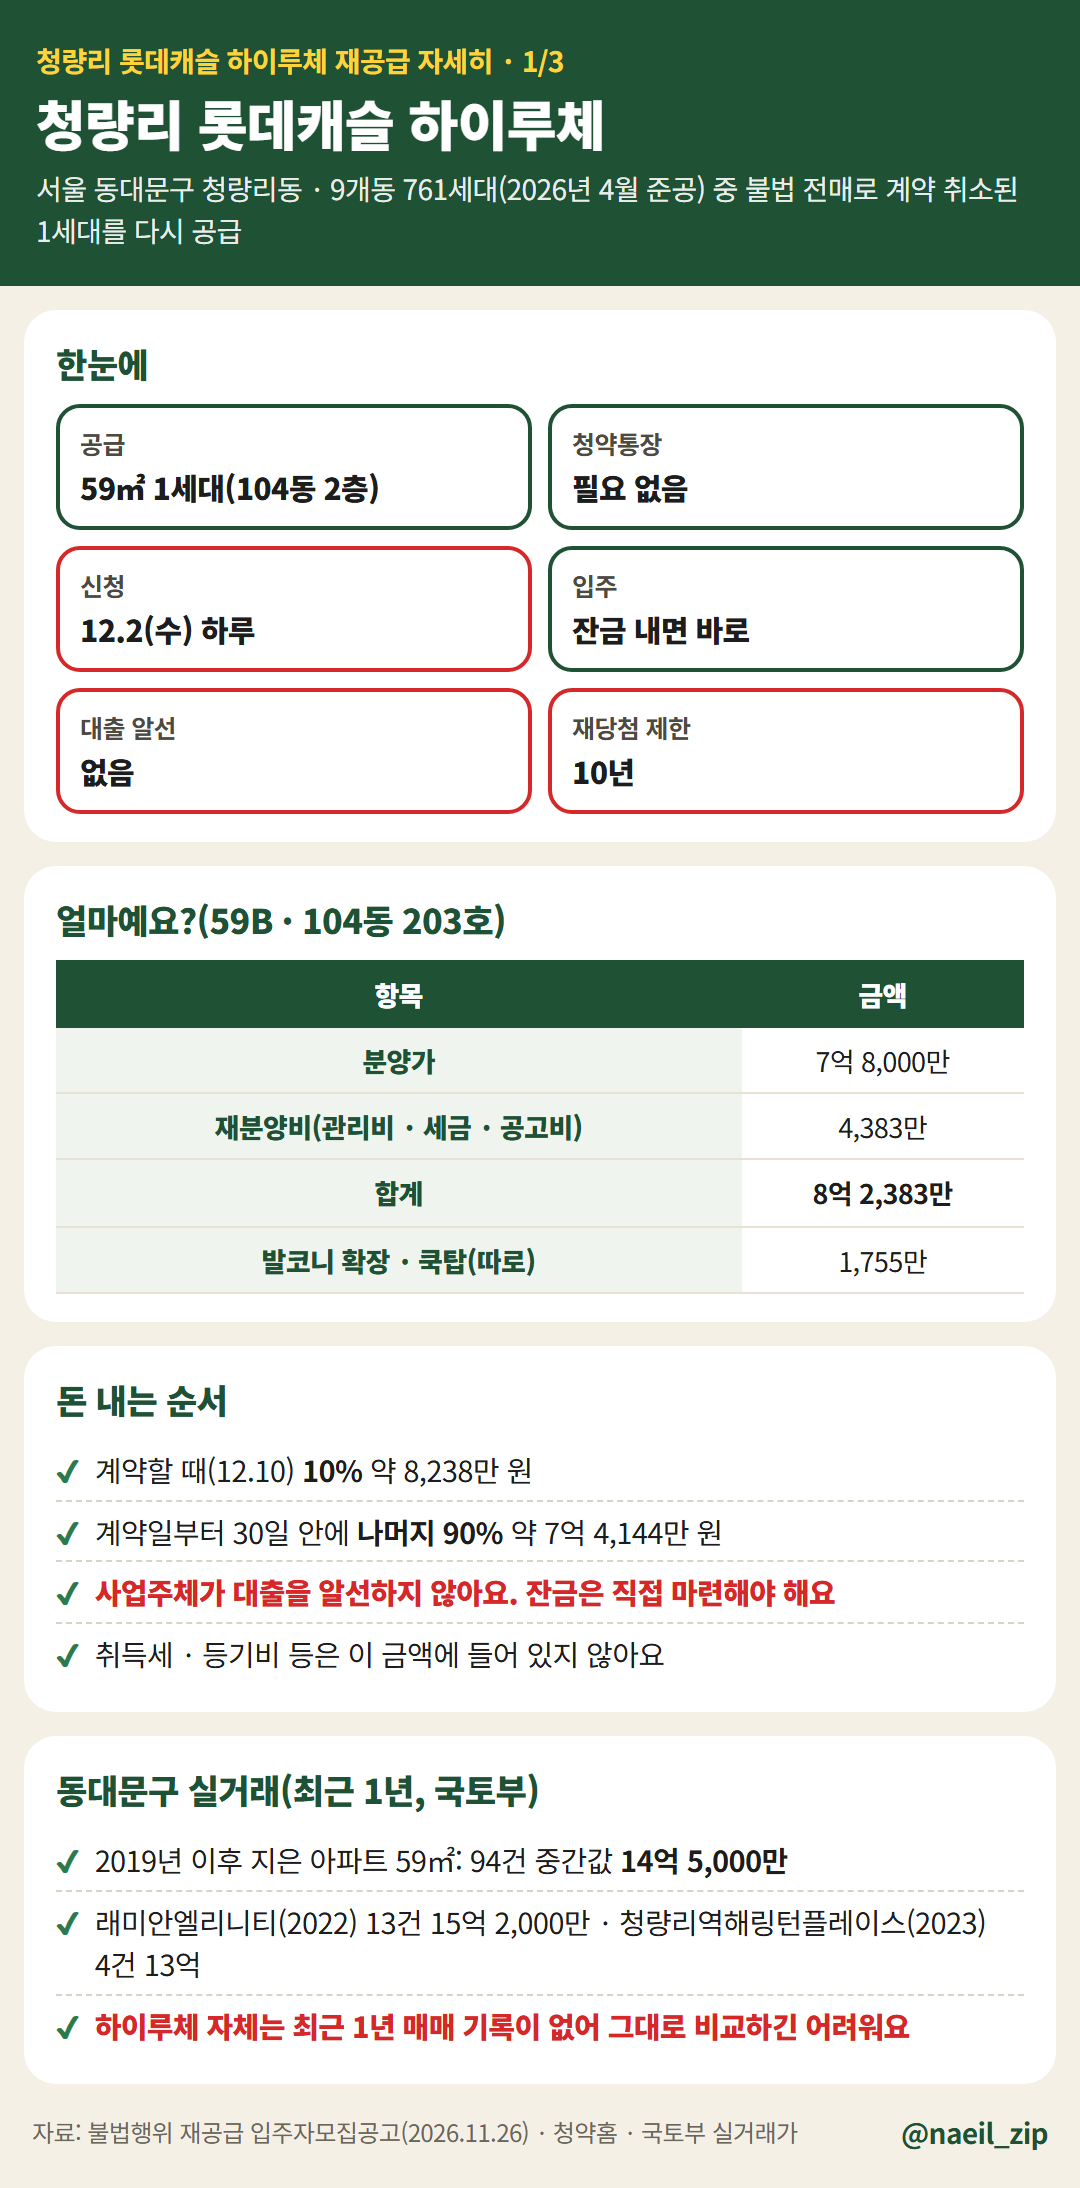 청량리 롯데캐슬 하이루체 재공급 자세히 · 1/3
청량리 롯데캐슬 하이루체
서울 동대문구 청량리동 · 9개동 761세대(2026년 4월 준공) 중 불법 전매로 계약 취소된
1세대를 다시 공급
한눈에
공급
59㎡ 1세대(104동 2층)
청약통장
필요 없음
신청
12.2(수) 하루
입주
잔금 내면 바로
대출 알선
없음
재당첨 제한
10년
얼마예요?(59B · 104동 203호)
항목 금액
분양가 7억 8,000만
재분양비(관리비 · 세금 · 공고비) 4,383만
합계 8억 2,383만
발코니 확장 · 쿡탑(따로) 1,755만
돈 내는 순서
✔ 계약할 때(12.10) 10% 약 8,238만 원
✔ 계약일부터 30일 안에 나머지 90% 약 7억 4,144만 원
✔ 사업주체가 대출을 알선하지 않아요. 잔금은 직접 마련해야 해요
✔ 취득세 · 등기비 등은 이 금액에 들어 있지 않아요
동대문구 실거래(최근 1년, 국토부)
✔ 2019년 이후 지은 아파트 59㎡: 94건 중간값 14억 5,000만
✔ 래미안엘리니티(2022) 13건 15억 2,000만 · 청량리역해링턴플레이스(2023)
4건 13억
✔ 하이루체 자체는 최근 1년 매매 기록이 없어 그대로 비교하긴 어려워요
자료: 불법행위 재공급 입주자모집공고(2026.11.26) · 청약홈 · 국토부 실거래가
@naeil_zip